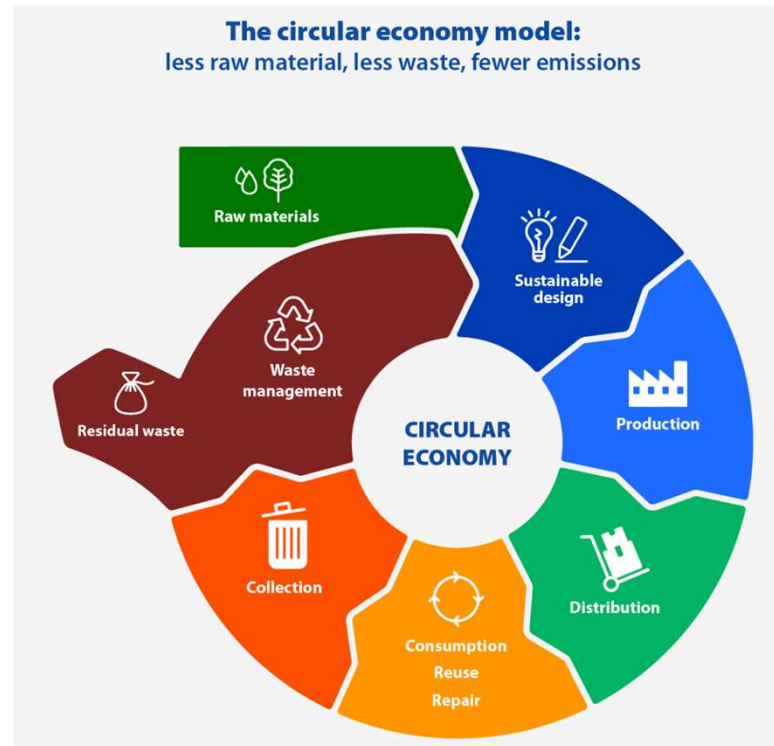 The circular economy model:
less raw material, less waste, fewer emissions
Raw materials
Sustainable
design
Production
Distribution
Consumption
Reuse
Repair
Collection
Waste
management
Residual waste
CIRCULAR
ECONOMY